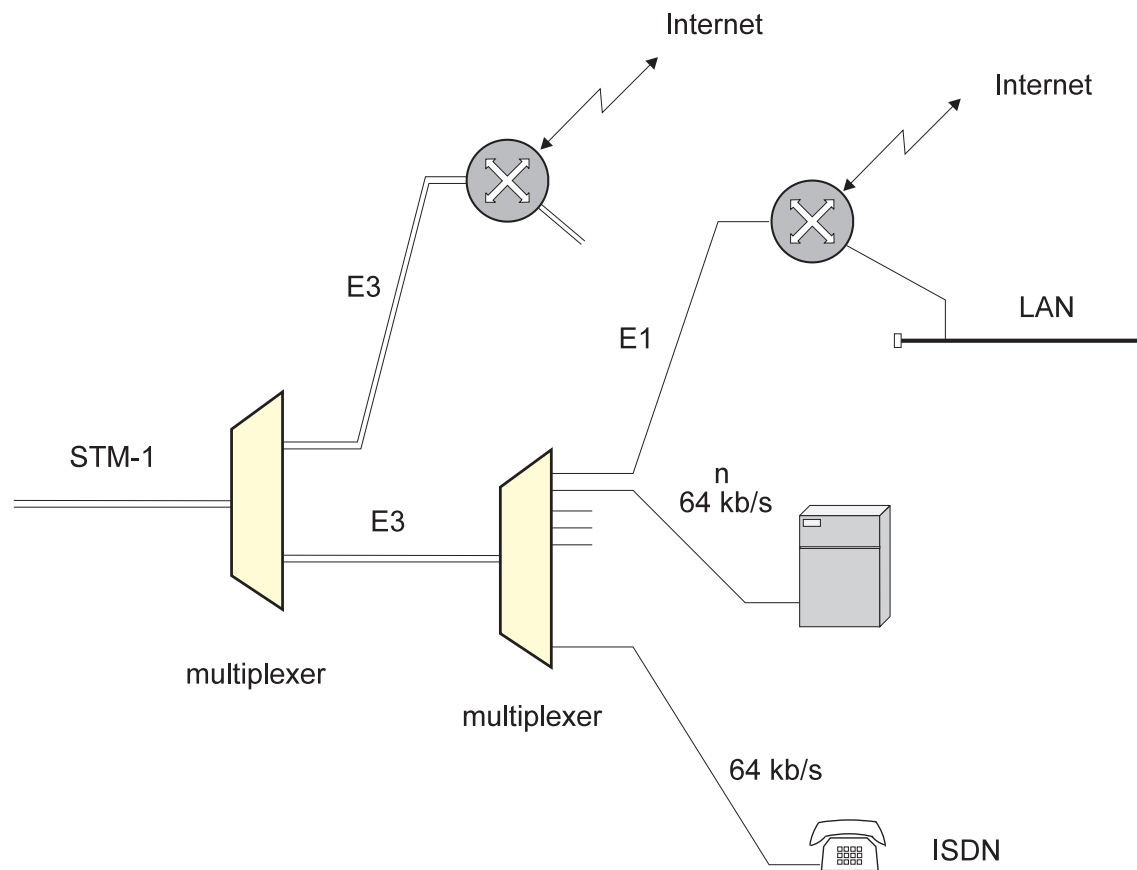 Internet
Internet
E3
LAN
E1
STM-1
n
64 kb/s
E3
multiplexer
multiplexer
64 kb/s
ISDN